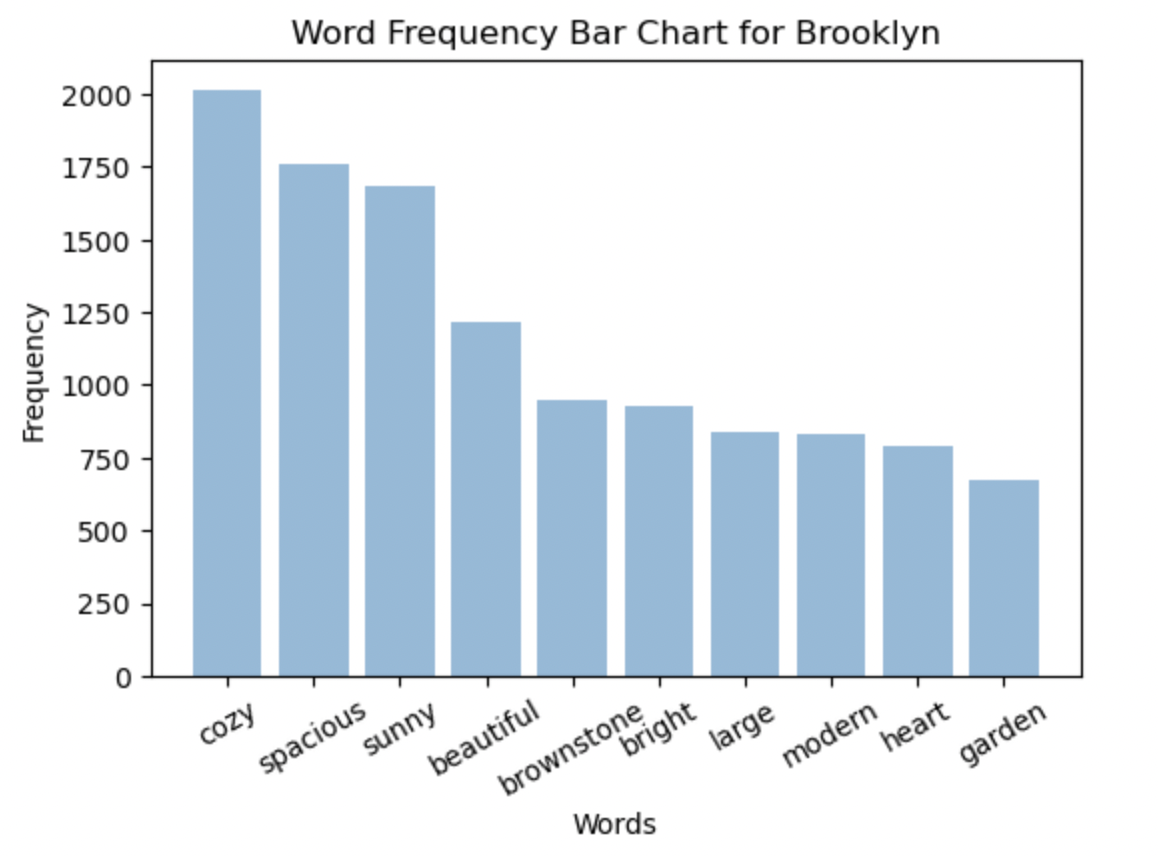 Word Frequency Bar Chart for Brooklyn
2000
1750
1500
1250
1000
750
500
250
0
Frequency
cozy
spacious
sunny
beautiful
brownstone
bright
large
modern
heart
garden
Words